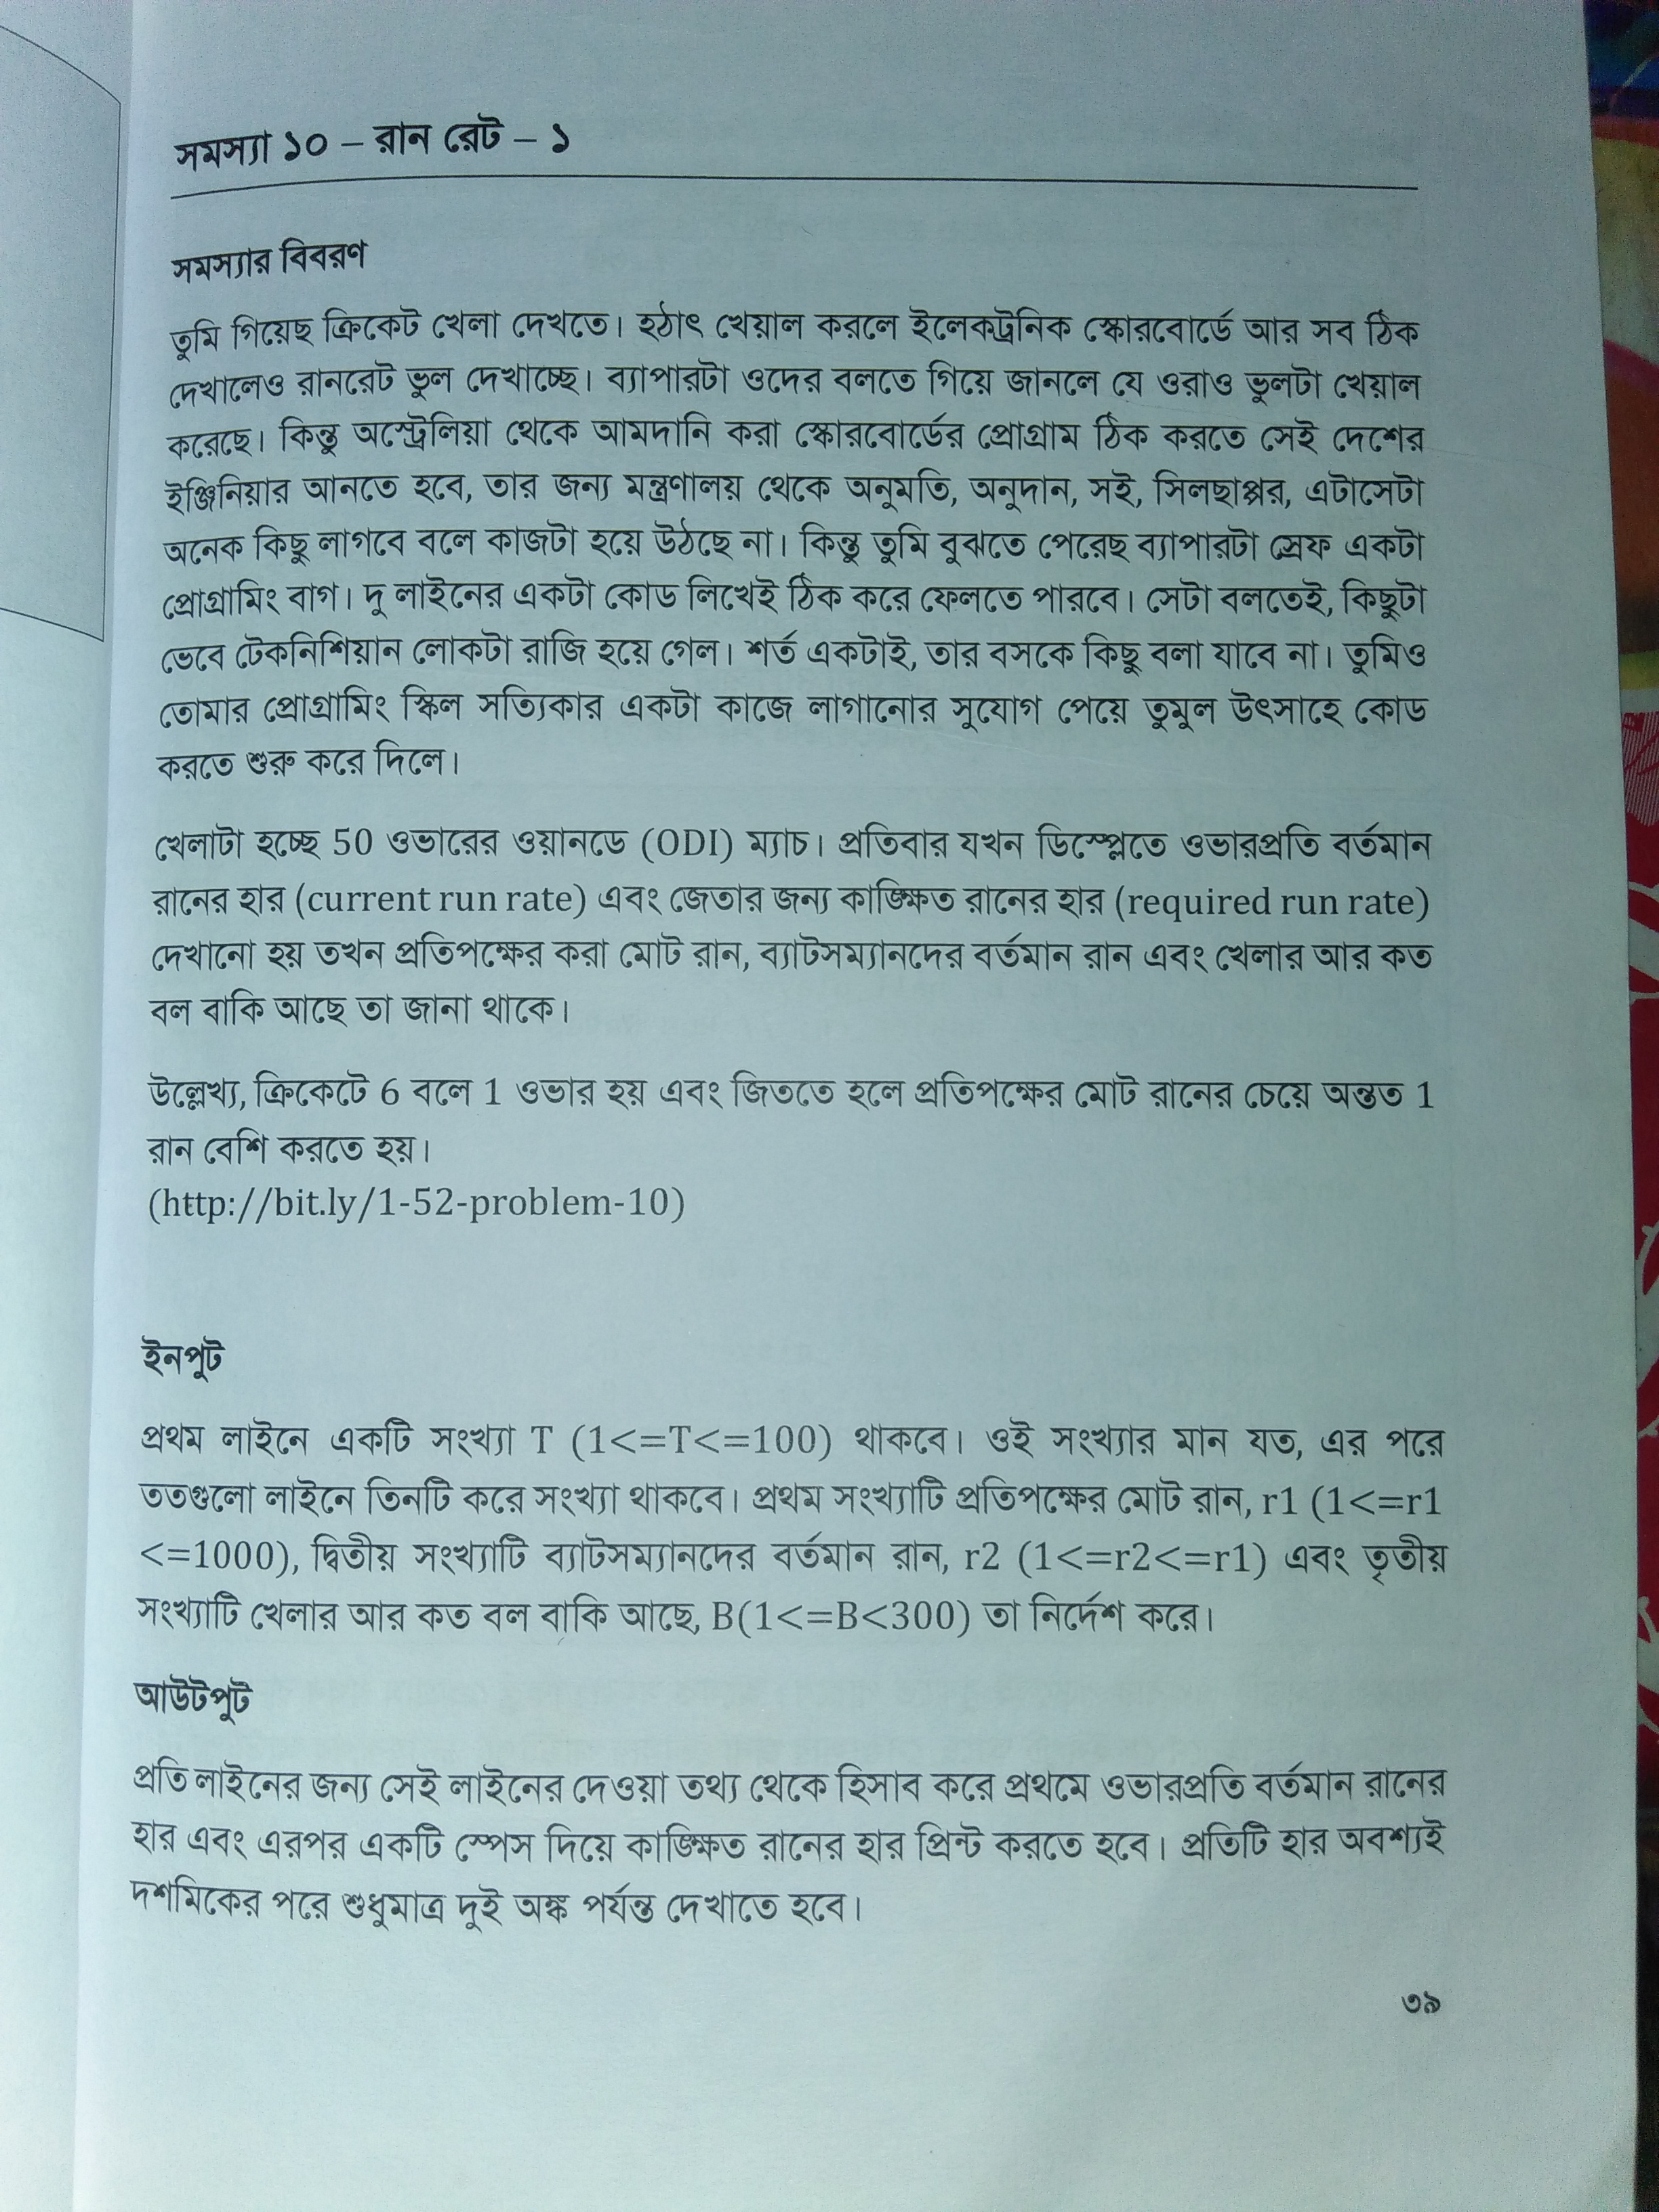 সমস্যা ১০ – রান রেট – ১
সমস্যার বিবরণ
তুমি গিয়েছ ক্রিকেট খেলা দেখতে। হঠাৎ খেয়াল করলে ইলেকট্রনিক স্কোরবোর্ডে আর সব ঠিক
দেখালেও রানরেট ভুল দেখাচ্ছে। ব্যাপারটা ওদের বলতে গিয়ে জানলে যে ওরাও ভুলটা খেয়াল
করেছে। কিন্তু অস্ট্রেলিয়া থেকে আমদানি করা স্কোরবোর্ডের প্রোগ্রাম ঠিক করতে সেই দেশের
ইঞ্জিনিয়ার আনতে হবে, তার জন্য মন্ত্রণালয় থেকে অনুমতি, অনুদান, সই, সিলছাপ্পর, এটাসেটা
অনেক কিছু লাগবে বলে কাজটা হয়ে উঠছে না। কিন্তু তুমি বুঝতে পেরেছ ব্যাপারটা স্রেফ একটা
প্রোগ্রামিং বাগ। দু লাইনের একটা কোড লিখেই ঠিক করে ফেলতে পারবে। সেটা বলতেই, কিছুটা
ভেবে টেকনিশিয়ান লোকটা রাজি হয়ে গেল। শর্ত একটাই, তার বসকে কিছু বলা যাবে না। তুমিও
তোমার প্রোগ্রামিং স্কিল সত্যিকার একটা কাজে লাগানোর সুযোগ পেয়ে তুমুল উৎসাহে কোড
করতে শুরু করে দিলে।
খেলাটা হচ্ছে 50 ওভারের ওয়ানডে (ODI) ম্যাচ। প্রতিবার যখন ডিস্প্লেতে ওভারপ্রতি বর্তমান
রানের হার (current run rate) এবং জেতার জন্য কাঙ্ক্ষিত রানের হার (required run rate)
দেখানো হয় তখন প্রতিপক্ষের করা মোট রান, ব্যাটসম্যানদের বর্তমান রান এবং খেলার আর কত
বল বাকি আছে তা জানা থাকে।
উল্লেখ্য, ক্রিকেটে 6 বলে 1 ওভার হয় এবং জিততে হলে প্রতিপক্ষের মোট রানের চেয়ে অন্তত 1
রান বেশি করতে হয়।
(http://bit.ly/1-52-problem-10)
ইনপুট
প্রথম লাইনে একটি সংখ্যা T (1<=T<=100) থাকবে। ওই সংখ্যার মান যত, এর পরে
ততগুলো লাইনে তিনটি করে সংখ্যা থাকবে। প্রথম সংখ্যাটি প্রতিপক্ষের মোট রান, r1 (1<=r1
<=1000), দ্বিতীয় সংখ্যাটি ব্যাটসম্যানদের বর্তমান রান, r2 (1<=r2<=r1) এবং তৃতীয়
সংখ্যাটি খেলার আর কত বল বাকি আছে, B(1<=B<300) তা নির্দেশ করে।
আউটপুট
প্রতি লাইনের জন্য সেই লাইনের দেওয়া তথ্য থেকে হিসাব করে প্রথমে ওভারপ্রতি বর্তমান রানের
হার এবং এরপর একটি স্পেস দিয়ে কাঙ্ক্ষিত রানের হার প্রিন্ট করতে হবে। প্রতিটি হার অবশ্যই
দশমিকের পরে শুধুমাত্র দুই অঙ্ক পর্যন্ত দেখাতে হবে।
৩৯